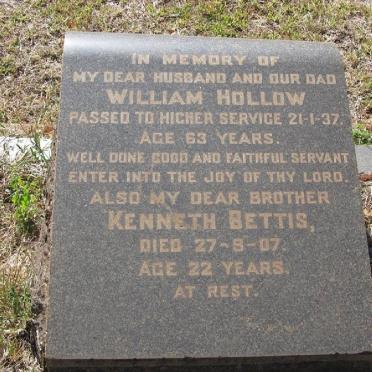 IN MEMORY OF
MY DEAR HUSBAND AND OUR DAD
WILLIAM HOLLOW
PASSED TO HIGHER SERVICE 21-1-37.
AGE 63 YEARS.
WELL DONE GOOD AND FAITHFUL SERVANT
ENTER INTO THE JOY OF THY LORD.
ALSO MY DEAR BROTHER
KENNETH BETTIS,
DIED 27-9-07.
AGE 22 YEARS.
AT REST.